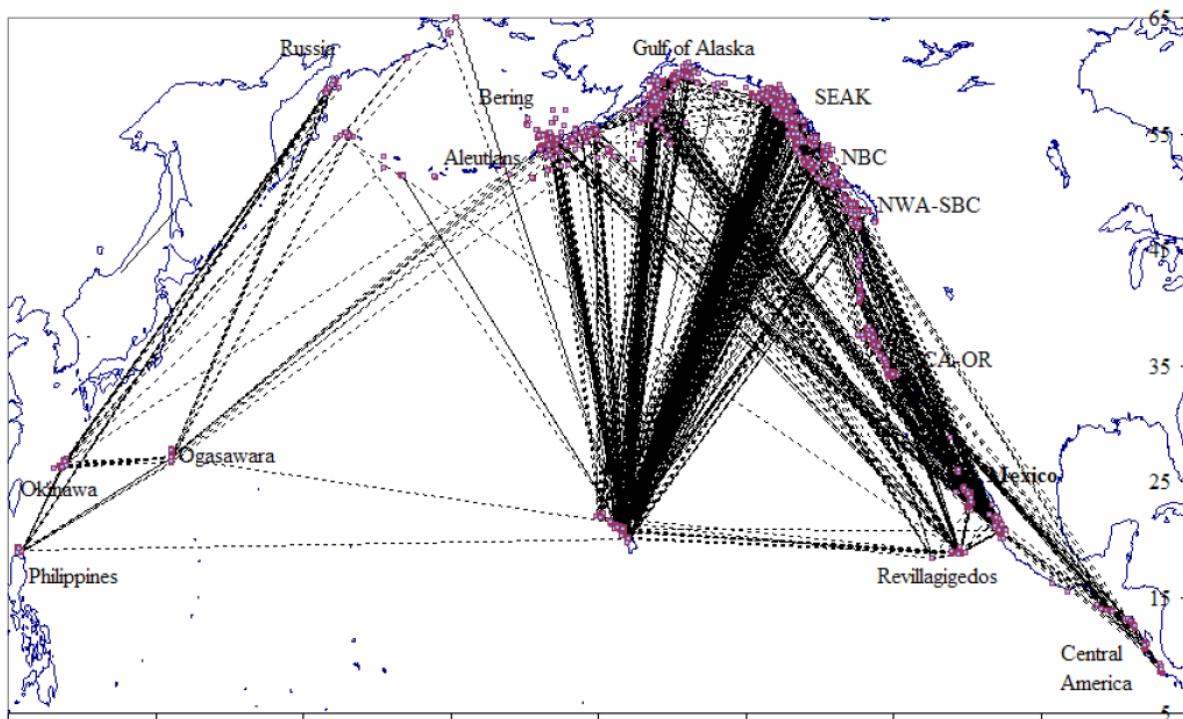 65
Russia
Gulf of Alaska
Bering
SEAK
55
Aleutians
NBC
NWA-SBC
45
35
CA-OR
Ogasawara
Mexico
25
Okinawa
Philippines
Revillagigedos
15
Central
America
5